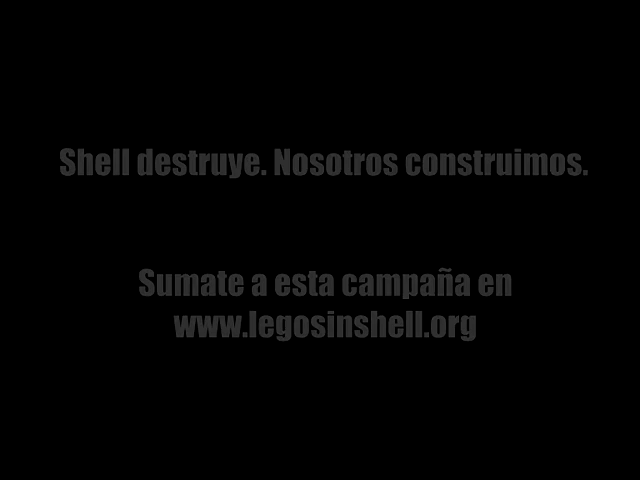 Shell destruye. Nosotros construimos.
Sumate a esta campaña en
www.legosinshell.org